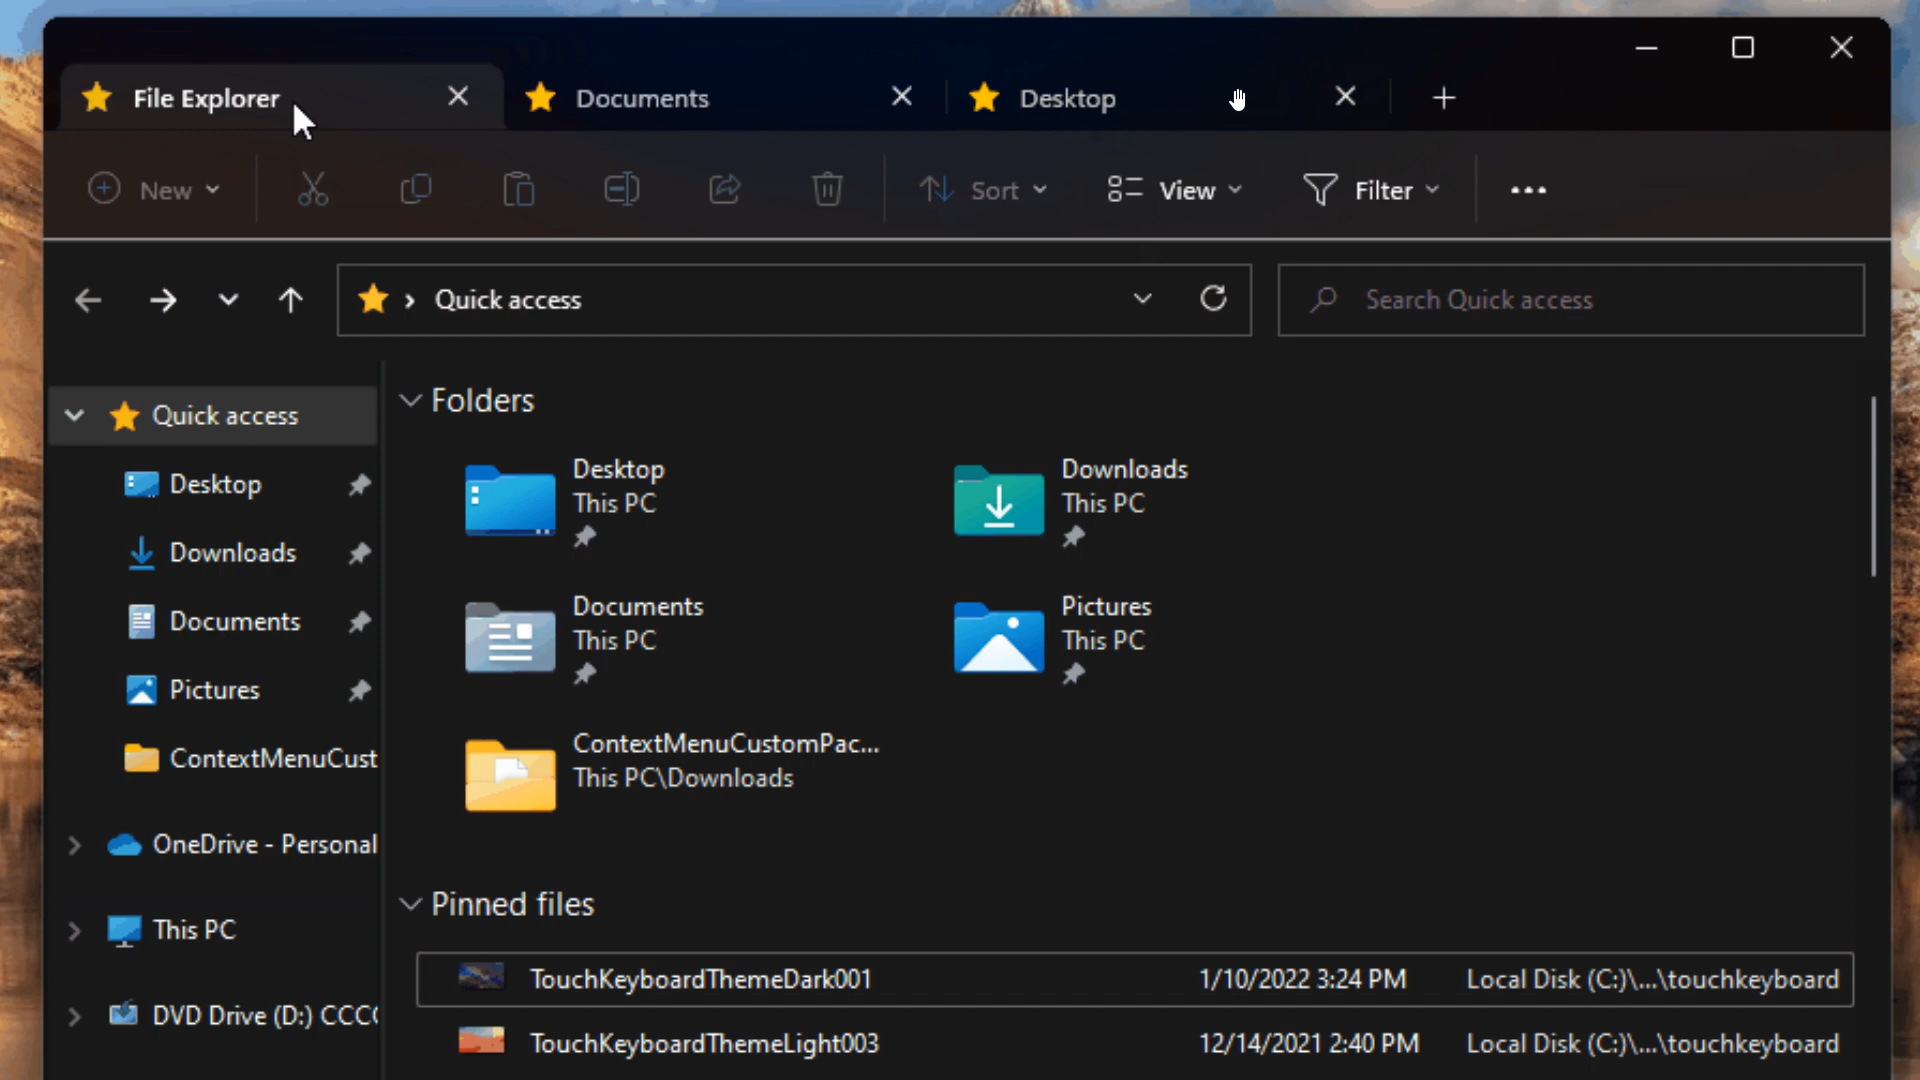 File Explorer
Documents
Desktop
New
Sort
View
Filter
Quick access
Search Quick access
Quick access
Desktop
Downloads
Documents
Pictures
ContextMenuCust
OneDrive - Personal
This PC
DVD Drive (D:) CCC
Folders
Desktop
This PC
Downloads
This PC
Documents
This PC
Pictures
This PC
ContextMenuCustomPac...
This PC\Downloads
Pinned files
TouchKeyboardThemeDark001 1/10/2022 3:24 PM Local Disk (C:)\...\touchkeyboard
TouchKeyboardThemeLight003 12/14/2021 2:40 PM Local Disk (C:)\...\touchkeyboard